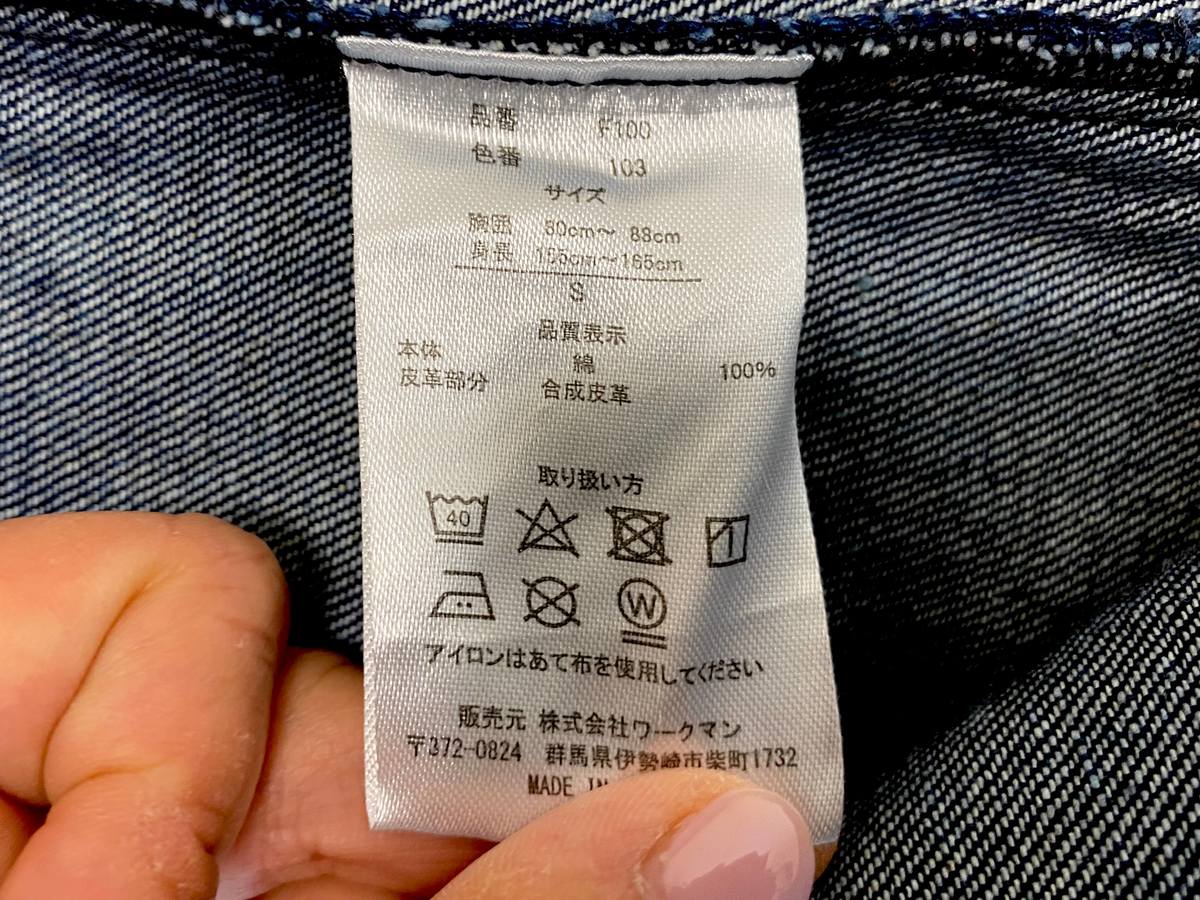 品番 F100
色番 103
サイズ
胸囲 80cm～ 88cm
身長 155cm～165cm
S
品質表示
本体 綿 100%
皮革部分 合成皮革
取り扱い方
40
W
アイロンはあて布を使用してください
販売元 株式会社ワークマン
〒372-0824 群馬県伊勢崎市柴町1732
MADE IN